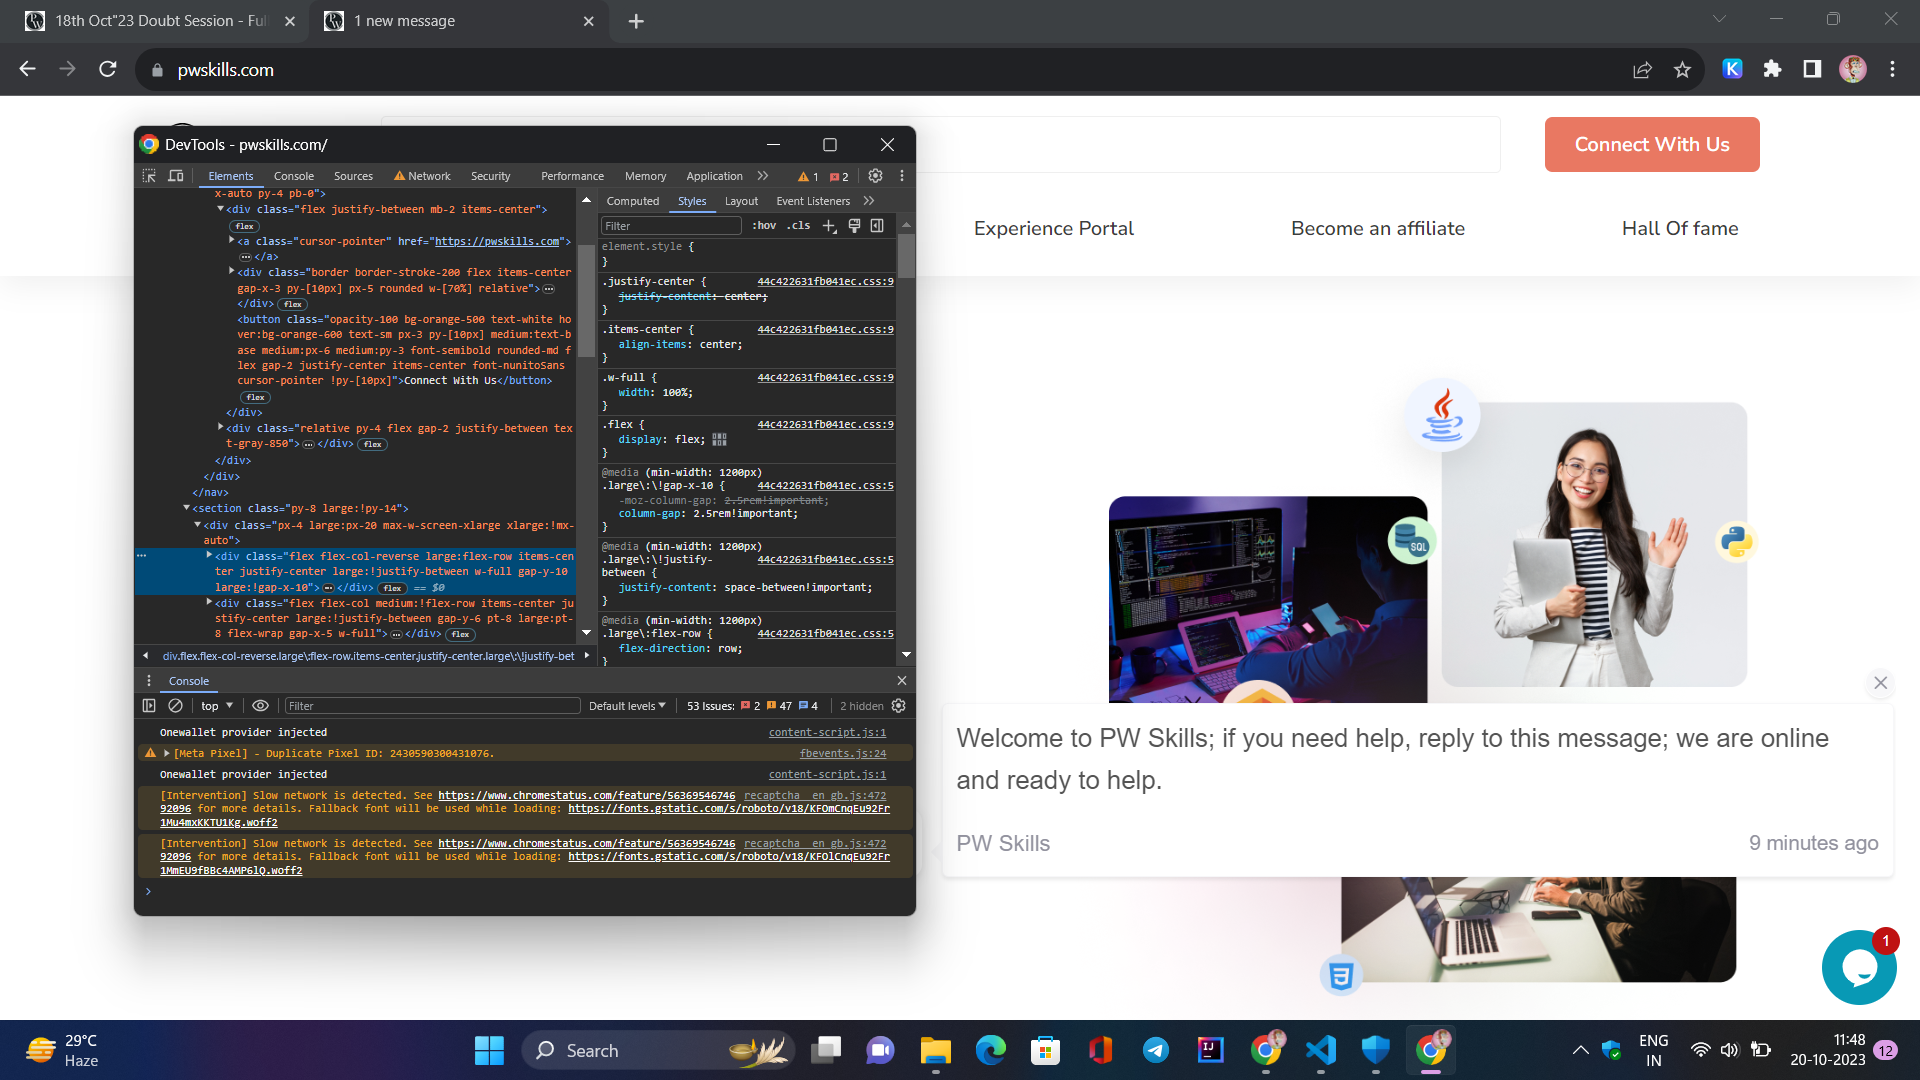 18th Oct"23 Doubt Session - Ful
1 new message
pwskills.com
Connect With Us
Experience Portal
Become an affiliate
Hall Of fame
DevTools - pwskills.com/
Elements
Console
Sources
Network
Security
Performance
Memory
Application
1
2
x-auto py-4 pb-0">
<div class="flex justify-between mb-2 items-center">
flex
<a class="cursor-pointer" href="https://pwskills.com">
</a>
<div class="border border-stroke-200 flex items-center
gap-x-3 py-[10px] px-5 rounded w-[70%] relative">
</div> flex
<button class="opacity-100 bg-orange-500 text-white ho
ver:bg-orange-600 text-sm px-3 py-[10px] medium:text-b
ase medium:px-6 medium:py-3 font-semibold rounded-md f
lex gap-2 justify-center items-center font-nunitoSans
cursor-pointer !py-[10px]">Connect With Us</button>
flex
</div>
<div class="relative py-4 flex gap-2 justify-between tex
t-gray-850"> </div> flex
</div>
</div>
</nav>
<section class="py-8 large:!py-14">
<div class="px-4 large:px-20 max-w-screen-xlarge xlarge:!mx-
auto">
<div class="flex flex-col-reverse large:flex-row items-cen
ter justify-center large:!justify-between w-full gap-y-10
large:!gap-x-10"> </div> flex == $0
<div class="flex flex-col medium:!flex-row items-center ju
stify-center large:!justify-between gap-y-6 pt-8 large:pt-
8 flex-wrap gap-x-5 w-full"> </div> flex
div.flex.flex-col-reverse.large\:flex-row.items-center.justify-center.large\:\!justify-bet
Computed
Styles
Layout
Event Listeners
Filter
:hov
.cls
element.style {
}
.justify-center { 44c422631fb041ec.css:9
justify-content: center;
}
.items-center { 44c422631fb041ec.css:9
align-items: center;
}
.w-full { 44c422631fb041ec.css:9
width: 100%;
}
.flex { 44c422631fb041ec.css:9
display: flex;
}
@media (min-width: 1200px)
.large\:\!gap-x-10 { 44c422631fb041ec.css:5
-moz-column-gap: 2.5rem!important;
column-gap: 2.5rem!important;
}
@media (min-width: 1200px)
.large\:\!justify- 44c422631fb041ec.css:5
between {
justify-content: space-between!important;
}
@media (min-width: 1200px)
.large\:flex-row { 44c422631fb041ec.css:5
flex-direction: row;
}
Console
top
Filter
Default levels
53 Issues: 2 47 4
2 hidden
Onewallet provider injected content-script.js:1
[Meta Pixel] - Duplicate Pixel ID: 2430590300431076. fbevents.js:24
Onewallet provider injected content-script.js:1
[Intervention] Slow network is detected. See https://www.chromestatus.com/feature/56369546746 recaptcha__en_gb.js:472
92096 for more details. Fallback font will be used while loading: https://fonts.gstatic.com/s/roboto/v18/KFOmCnqEu92Fr
1Mu4mxKKTU1Kg.woff2
[Intervention] Slow network is detected. See https://www.chromestatus.com/feature/56369546746 recaptcha__en_gb.js:472
92096 for more details. Fallback font will be used while loading: https://fonts.gstatic.com/s/roboto/v18/KFOlCnqEu92Fr
1MmEU9fBBc4AMP6lQ.woff2
SQL
Welcome to PW Skills; if you need help, reply to this message; we are online
and ready to help.
PW Skills
9 minutes ago
1
29°C
Haze
Search
ENG
IN
11:48
20-10-2023
12